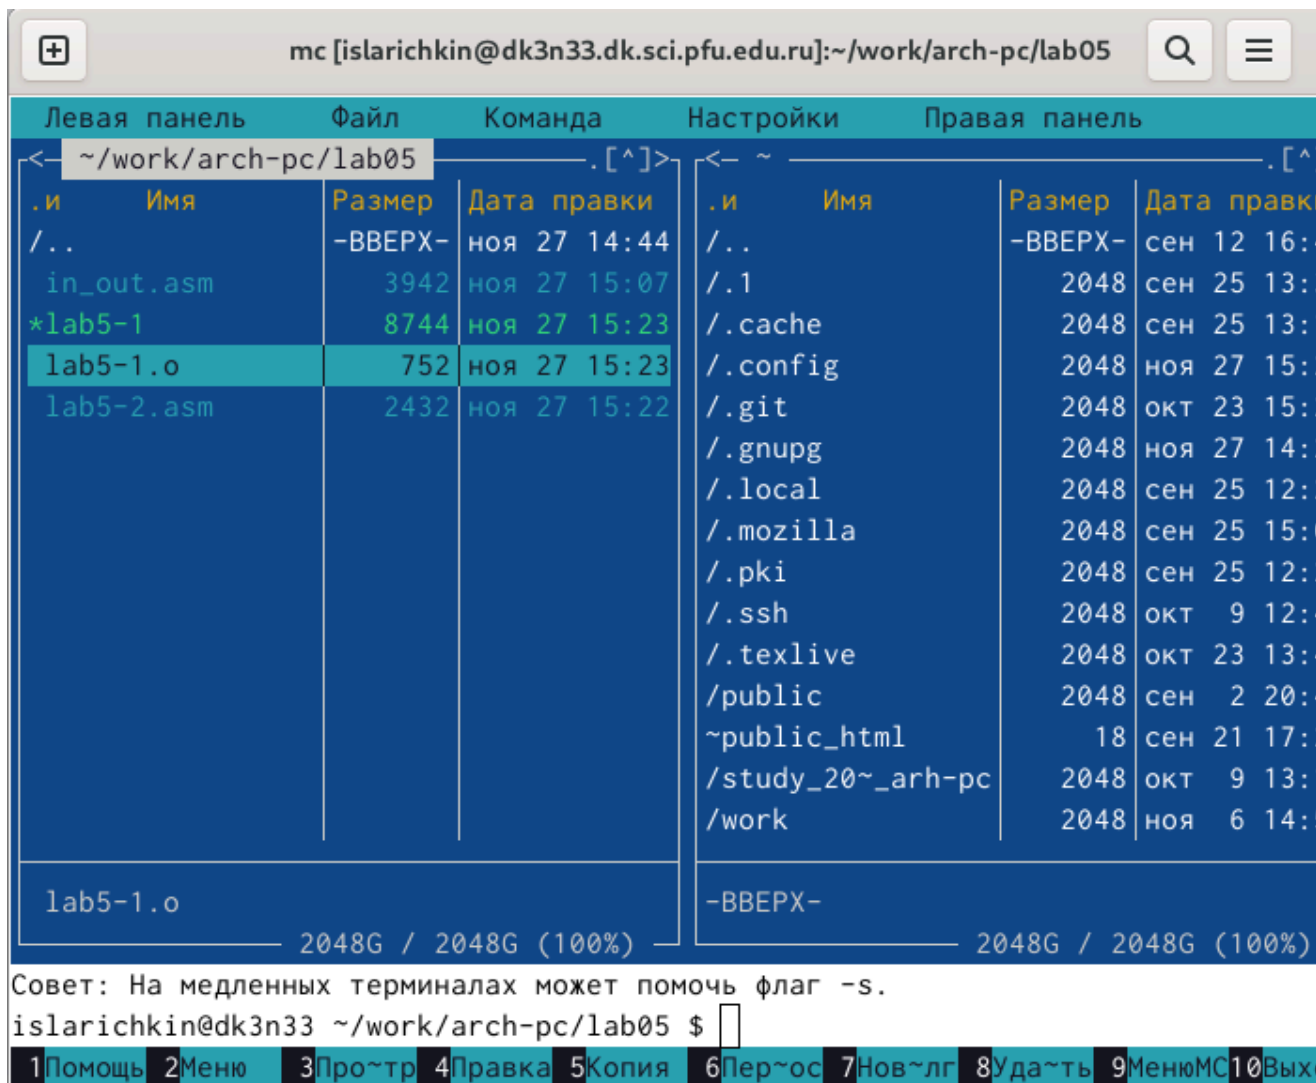 mc [islarichkin@dk3n33.dk.sci.pfu.edu.ru]:~/work/arch-pc/lab05
Левая панель Файл Команда Настройки Правая панель
<— ~/work/arch-pc/lab05 .[^]> <— ~ .[^]
.и Имя Размер Дата правки .и Имя Размер Дата правки
/.. -ВВЕРХ- ноя 27 14:44 /.. -ВВЕРХ- сен 12 16:
in_out.asm 3942 ноя 27 15:07 /.1 2048 сен 25 13:
*lab5-1 8744 ноя 27 15:23 /.cache 2048 сен 25 13:
lab5-1.o 752 ноя 27 15:23 /.config 2048 ноя 27 15:
lab5-2.asm 2432 ноя 27 15:22 /.git 2048 окт 23 15:
/.gnupg 2048 ноя 27 14:
/.local 2048 сен 25 12:
/.mozilla 2048 сен 25 15:
/.pki 2048 сен 25 12:
/.ssh 2048 окт 9 12:
/.texlive 2048 окт 23 13:
/public 2048 сен 2 20:
~public_html 18 сен 21 17:
/study_20~_arh-pc 2048 окт 9 13:
/work 2048 ноя 6 14:
lab5-1.o -ВВЕРХ-
2048G / 2048G (100%) 2048G / 2048G (100%)
Совет: На медленных терминалах может помочь флаг -s.
islarichkin@dk3n33 ~/work/arch-pc/lab05 $
1Помощь 2Меню 3Про~тр 4Правка 5Копия 6Пер~ос 7Нов~лг 8Уда~ть 9МенюМС 10Вых